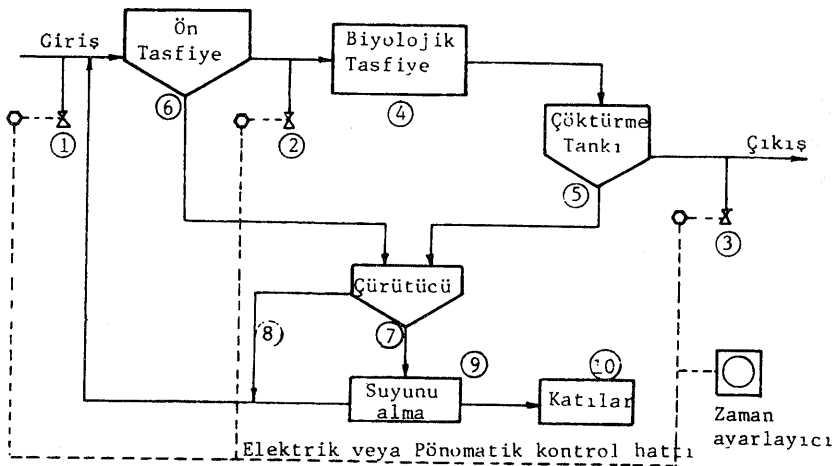 Giriş
Ön
Tasfiye
Biyolojik
Tasfiye
6
4
1
2
Çöktürme
Tankı
Çıkış
5
3
Çürütücü
8
7
9
10
Suyunu
alma
Katılar
Zaman
ayarlayıcı
Elektrik veya Pönomatik kontrol hattı